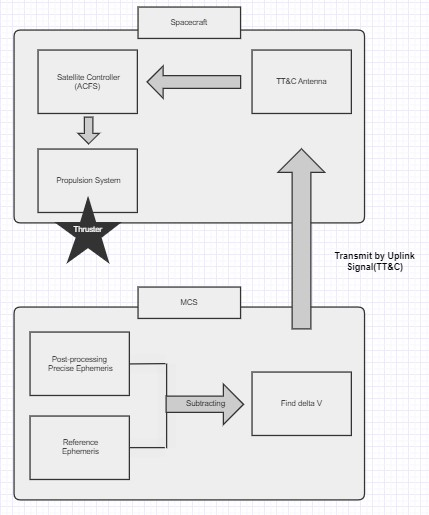 Spacecraft
Satellite Controller
(ACFS)
TT&C Antenna
Propulsion System
Thruster
Transmit by Uplink
Signal(TT&C)
MCS
Post-processing
Precise Ephemeris
Subtracting
Find delta V
Reference
Ephemeris